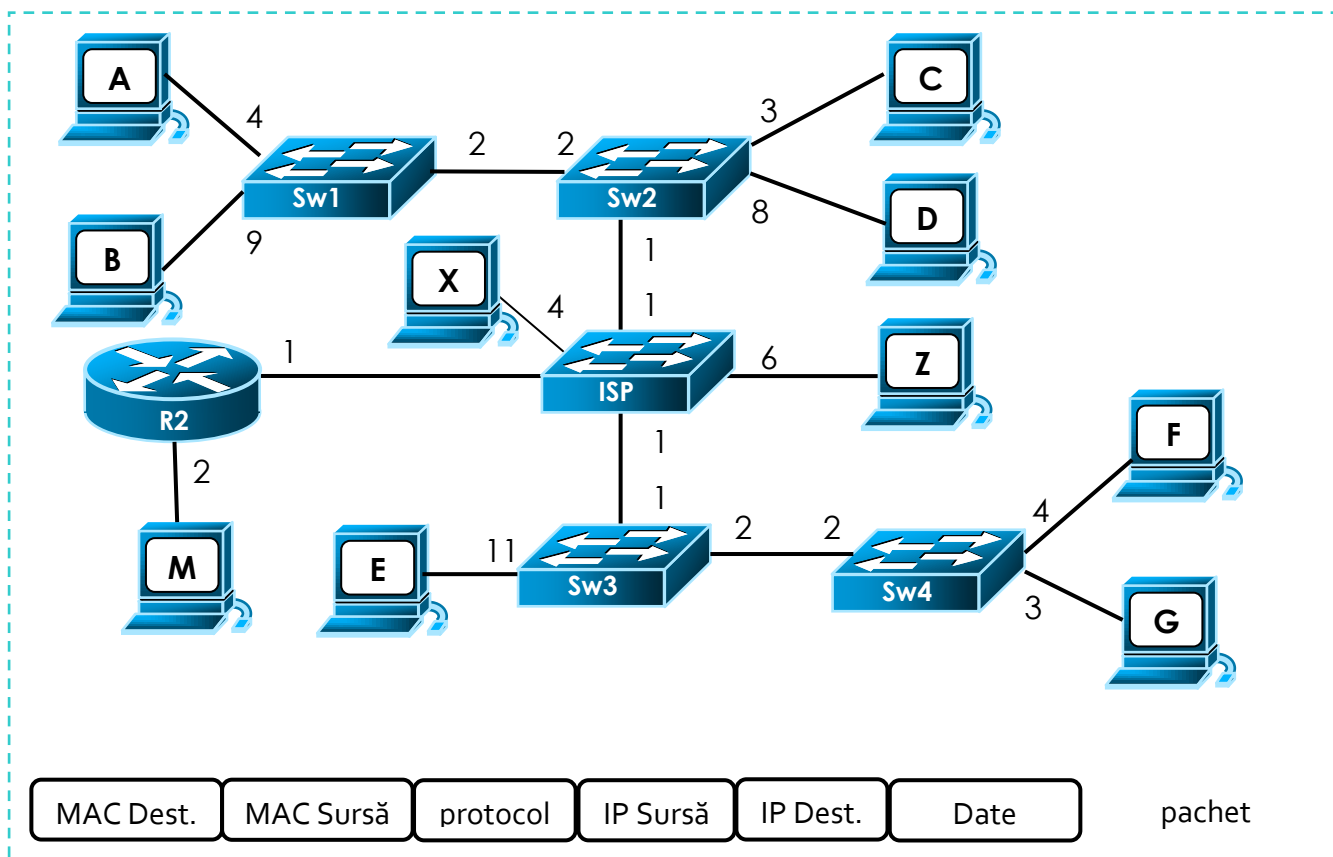 A
C
4
3
2
2
Sw1
Sw2
8
D
B
9
1
X
4
1
1
6
Z
ISP
R2
1
F
2
1
4
M
E
11
2
2
Sw3
Sw4
3
G
MAC Dest. MAC Sursă protocol IP Sursă IP Dest. Date pachet